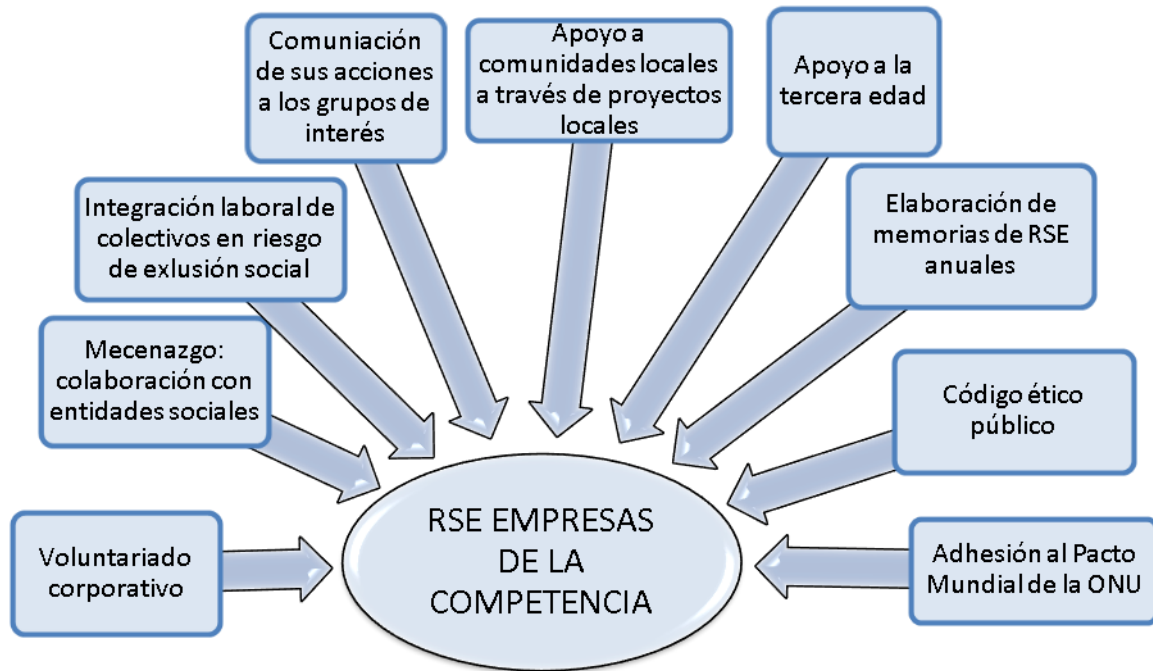 Comuniación
de sus acciones
a los grupos de
interés
Apoyo a
comunidades locales
a través de proyectos
locales
Apoyo a la
tercera edad
Integración laboral de
colectivos en riesgo
de exlusión social
Elaboración de
memorias de RSE
anuales
Mecenazgo:
colaboración con
entidades sociales
Código ético
público
Voluntariado
corporativo
RSE EMPRESAS
DE LA
COMPETENCIA
Adhesión al Pacto
Mundial de la ONU